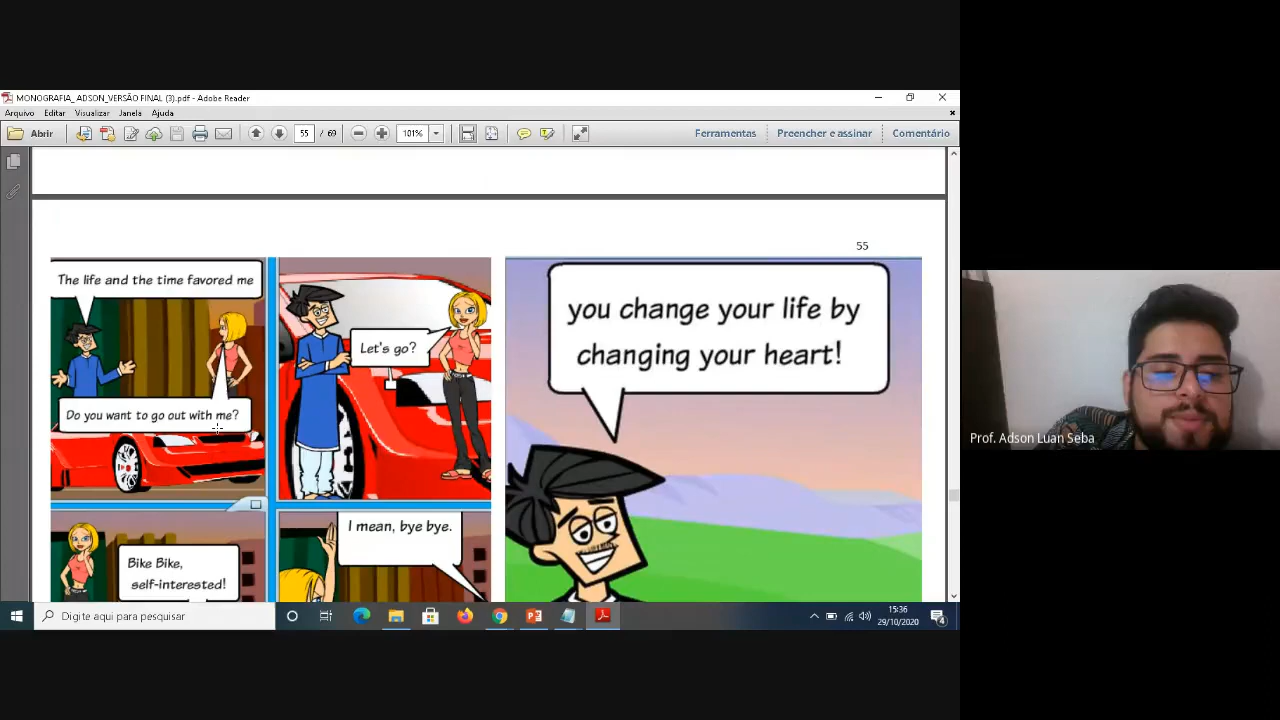 MONOGRAFIA_ ADSON_VERSÃO FINAL (3).pdf - Adobe Reader
Arquivo Editar Visualizar Janela Ajuda
Abrir 55 / 69 101% Ferramentas Preencher e assinar Comentário
55
The life and the time favored me
Do you want to go out with me?
Let's go?
you change your life by
changing your heart!
Bike Bike,
self-interested!
I mean, bye bye.
Prof. Adson Luan Seba
Digite aqui para pesquisar
15:36
29/10/2020
4